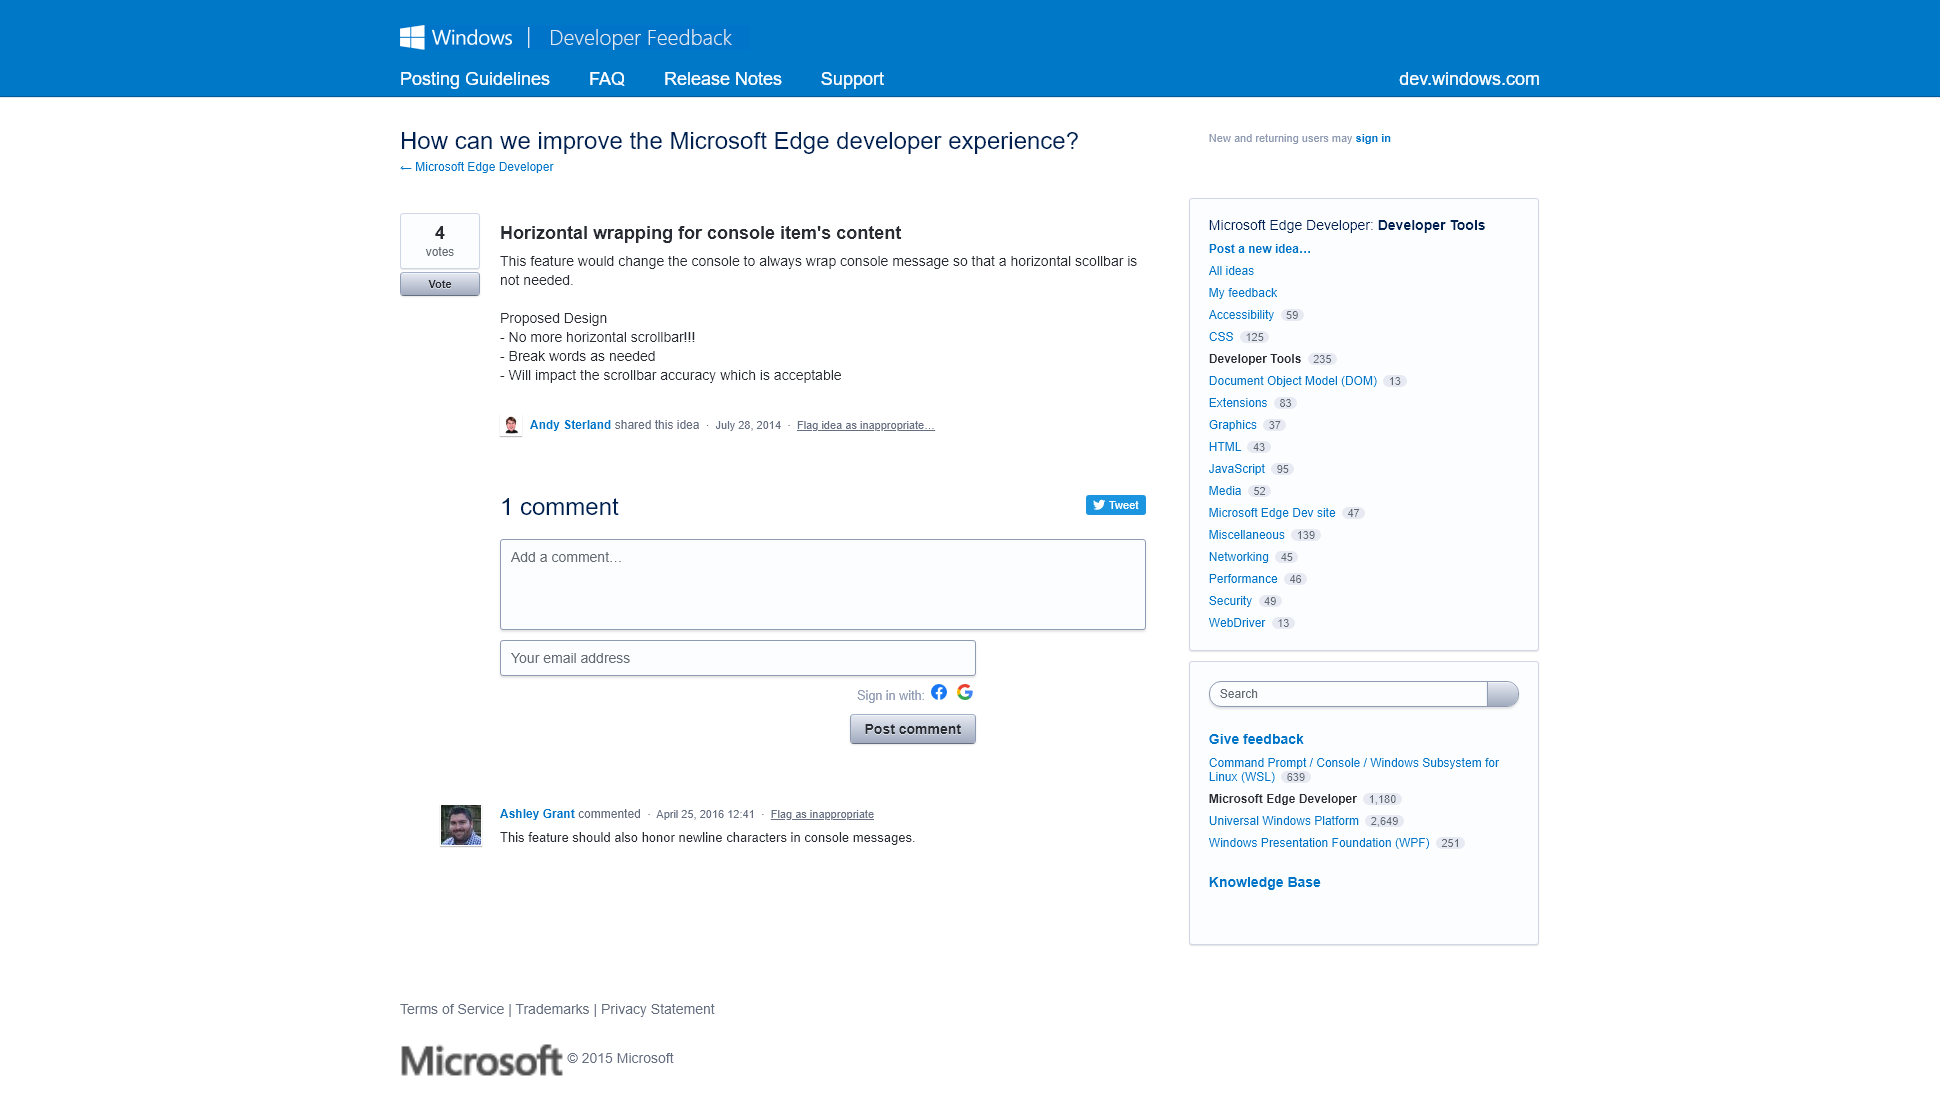 Windows | Developer Feedback
Posting Guidelines FAQ Release Notes Support dev.windows.com
How can we improve the Microsoft Edge developer experience?
← Microsoft Edge Developer
New and returning users may sign in
4
votes
Vote
Horizontal wrapping for console item's content
This feature would change the console to always wrap console message so that a horizontal scollbar is
not needed.
Proposed Design
- No more horizontal scrollbar!!!
- Break words as needed
- Will impact the scrollbar accuracy which is acceptable
Andy Sterland shared this idea · July 28, 2014 · Flag idea as inappropriate…
1 comment
Tweet
Add a comment…
Your email address
Sign in with:
Post comment
Ashley Grant commented · April 25, 2016 12:41 · Flag as inappropriate
This feature should also honor newline characters in console messages.
Microsoft Edge Developer: Developer Tools
Post a new idea…
All ideas
My feedback
Accessibility 59
CSS 125
Developer Tools 235
Document Object Model (DOM) 13
Extensions 83
Graphics 37
HTML 43
JavaScript 95
Media 52
Microsoft Edge Dev site 47
Miscellaneous 139
Networking 45
Performance 46
Security 49
WebDriver 13
Search
Give feedback
Command Prompt / Console / Windows Subsystem for
Linux (WSL) 639
Microsoft Edge Developer 1,180
Universal Windows Platform 2,649
Windows Presentation Foundation (WPF) 251
Knowledge Base
Terms of Service | Trademarks | Privacy Statement
Microsoft © 2015 Microsoft